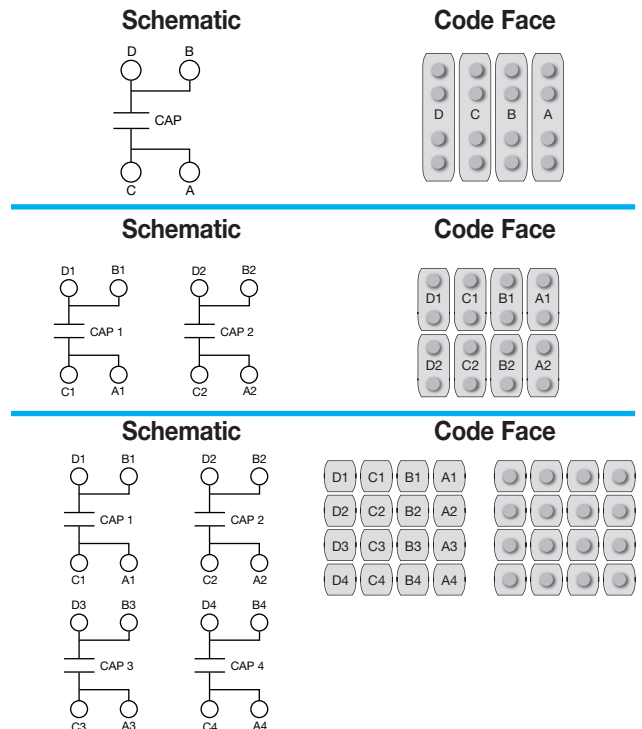 Schematic
Code Face
D B
CAP
C A
D C B A
Schematic
Code Face
D1 B1 D2 B2
CAP 1 CAP 2
C1 A1 C2 A2
D1 C1 B1 A1
D2 C2 B2 A2
Schematic
Code Face
D1 B1 D2 B2
CAP 1 CAP 2
C1 A1 C2 A2
D3 B3 D4 B4
CAP 3 CAP 4
C3 A3 C4 A4
D1 C1 B1 A1
D2 C2 B2 A2
D3 C3 B3 A3
D4 C4 B4 A4